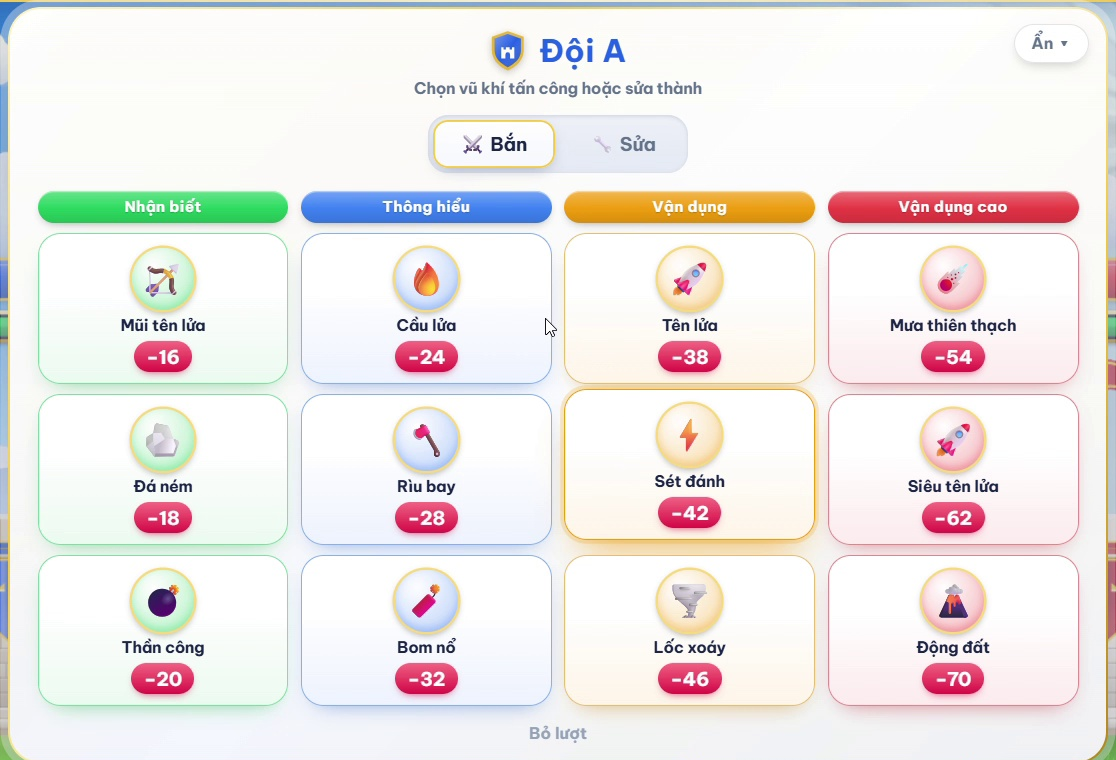 Đội A
Ẩn ▼
Chọn vũ khí tấn công hoặc sửa thành
Bắn
Sửa
Nhận biết
Thông hiểu
Vận dụng
Vận dụng cao
Mũi tên lửa
Cầu lửa
Tên lửa
Mưa thiên thạch
-16
-24
-38
-54
Đá ném
Rìu bay
Sét đánh
Siêu tên lửa
-18
-28
-42
-62
Thần công
Bom nổ
Lốc xoáy
Động đất
-20
-32
-46
-70
Bỏ lượt